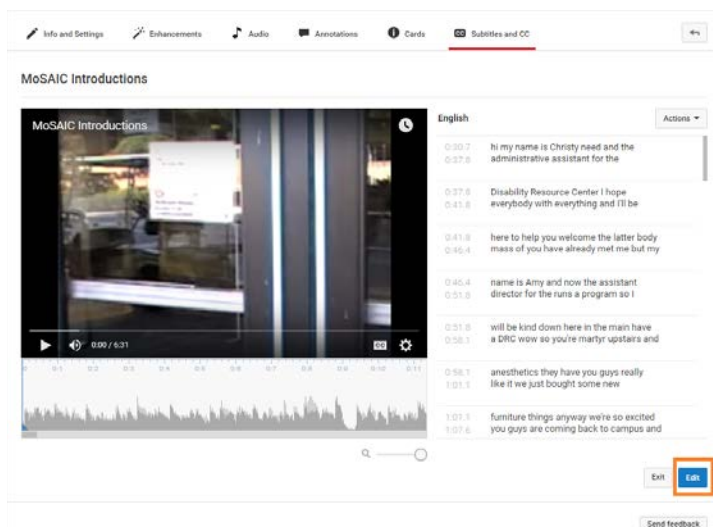 Info and Settings
Enhancements
Audio
Annotations
Cards
CC Subtitles and CC
MoSAIC Introductions
MoSAIC Introductions
0:00 / 6:31
English
Actions
0:30.7 hi my name is Christy need and the
0:37.8 administrative assistant for the
0:37.8 Disability Resource Center I hope
0:41.8 everybody with everything and I'll be
0:41.8 here to help you welcome the latter body
0:46.4 mass of you have already met me but my
0:46.4 name is Amy and now the assistant
0:51.8 director for the runs a program so I
0:51.8 will be kind down here in the main have
0:58.1 a DRC wow so you're martyr upstairs and
0:58.1 anesthetics they have you guys really
1:01.1 like it we just bought some new
1:01.1 furniture things anyway we're so excited
1:07.6 you guys are coming back to campus and
Exit
Edit
Send feedback